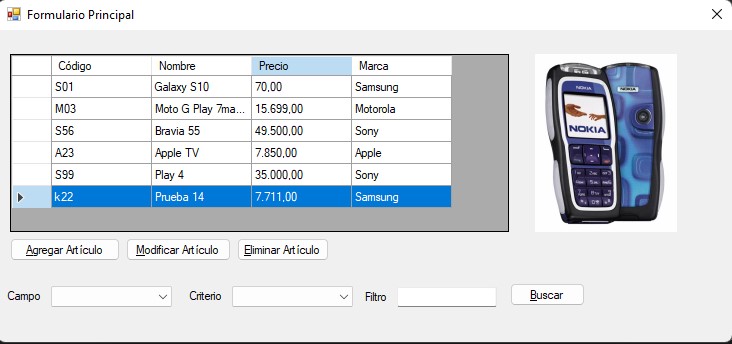 Formulario Principal
Código Nombre Precio Marca
S01 Galaxy S10 70,00 Samsung
M03 Moto G Play 7ma... 15.699,00 Motorola
S56 Bravia 55 49.500,00 Sony
A23 Apple TV 7.850,00 Apple
S99 Play 4 35.000,00 Sony
k22 Prueba 14 7.711,00 Samsung
NOKIA
NOKIA
NOKIA
Agregar Artículo Modificar Artículo Eliminar Artículo
Campo Criterio Filtro Buscar